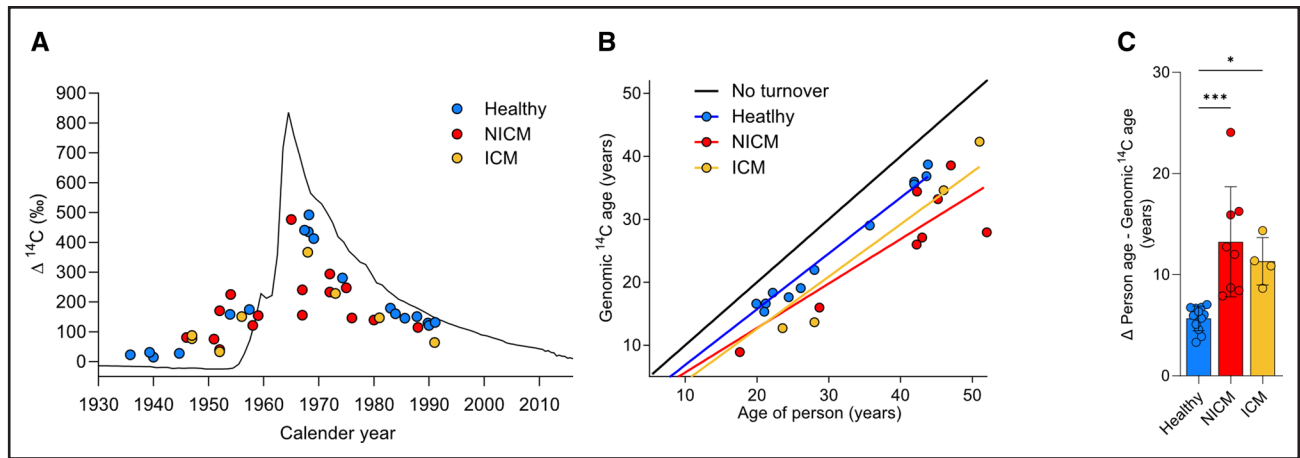 A
Δ ¹⁴C (‰)
900
800
700
600
500
400
300
200
100
0
Healthy
NICM
ICM
1930 1940 1950 1960 1970 1980 1990 2000 2010
Calender year
B
Genomic ¹⁴C age (years)
50
40
30
20
10
No turnover
Heatlhy
NICM
ICM
10 20 30 40 50
Age of person (years)
C
Δ Person age - Genomic ¹⁴C age
(years)
30
20
10
0
*
***
Healthy
NICM
ICM